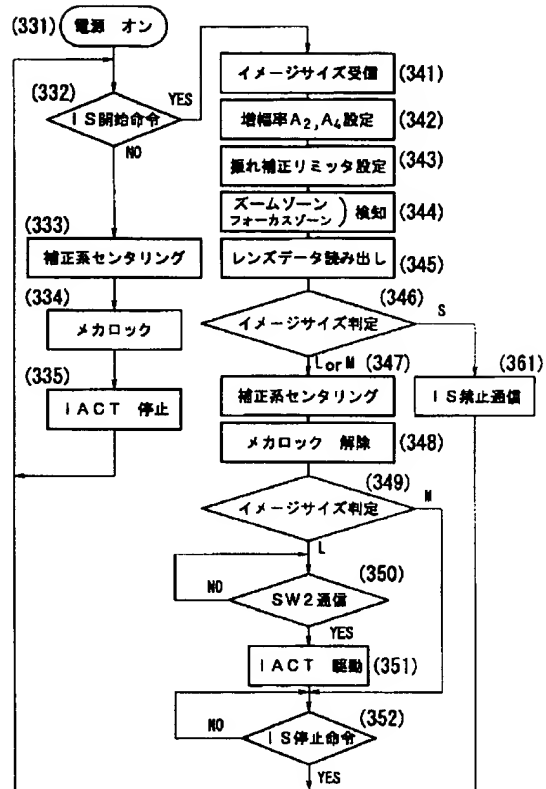 (331) 電源 オン
(332)
IS開始命令
YES
NO
(333)
補正系センタリング
(334)
メカロック
(335)
IACT 停止
イメージサイズ受信 (341)
増幅率A2,A4設定 (342)
振れ補正リミッタ設定 (343)
ズームゾーン
フォーカスゾーン ) 検知 (344)
レンズデータ読み出し (345)
(346)
イメージサイズ判定
S
L or M
(347)
(361)
補正系センタリング
IS禁止通信
メカロック 解除 (348)
(349)
イメージサイズ判定
M
L
(350)
SW2通信
NO
YES
IACT 駆動 (351)
(352)
NO
IS停止命令
YES